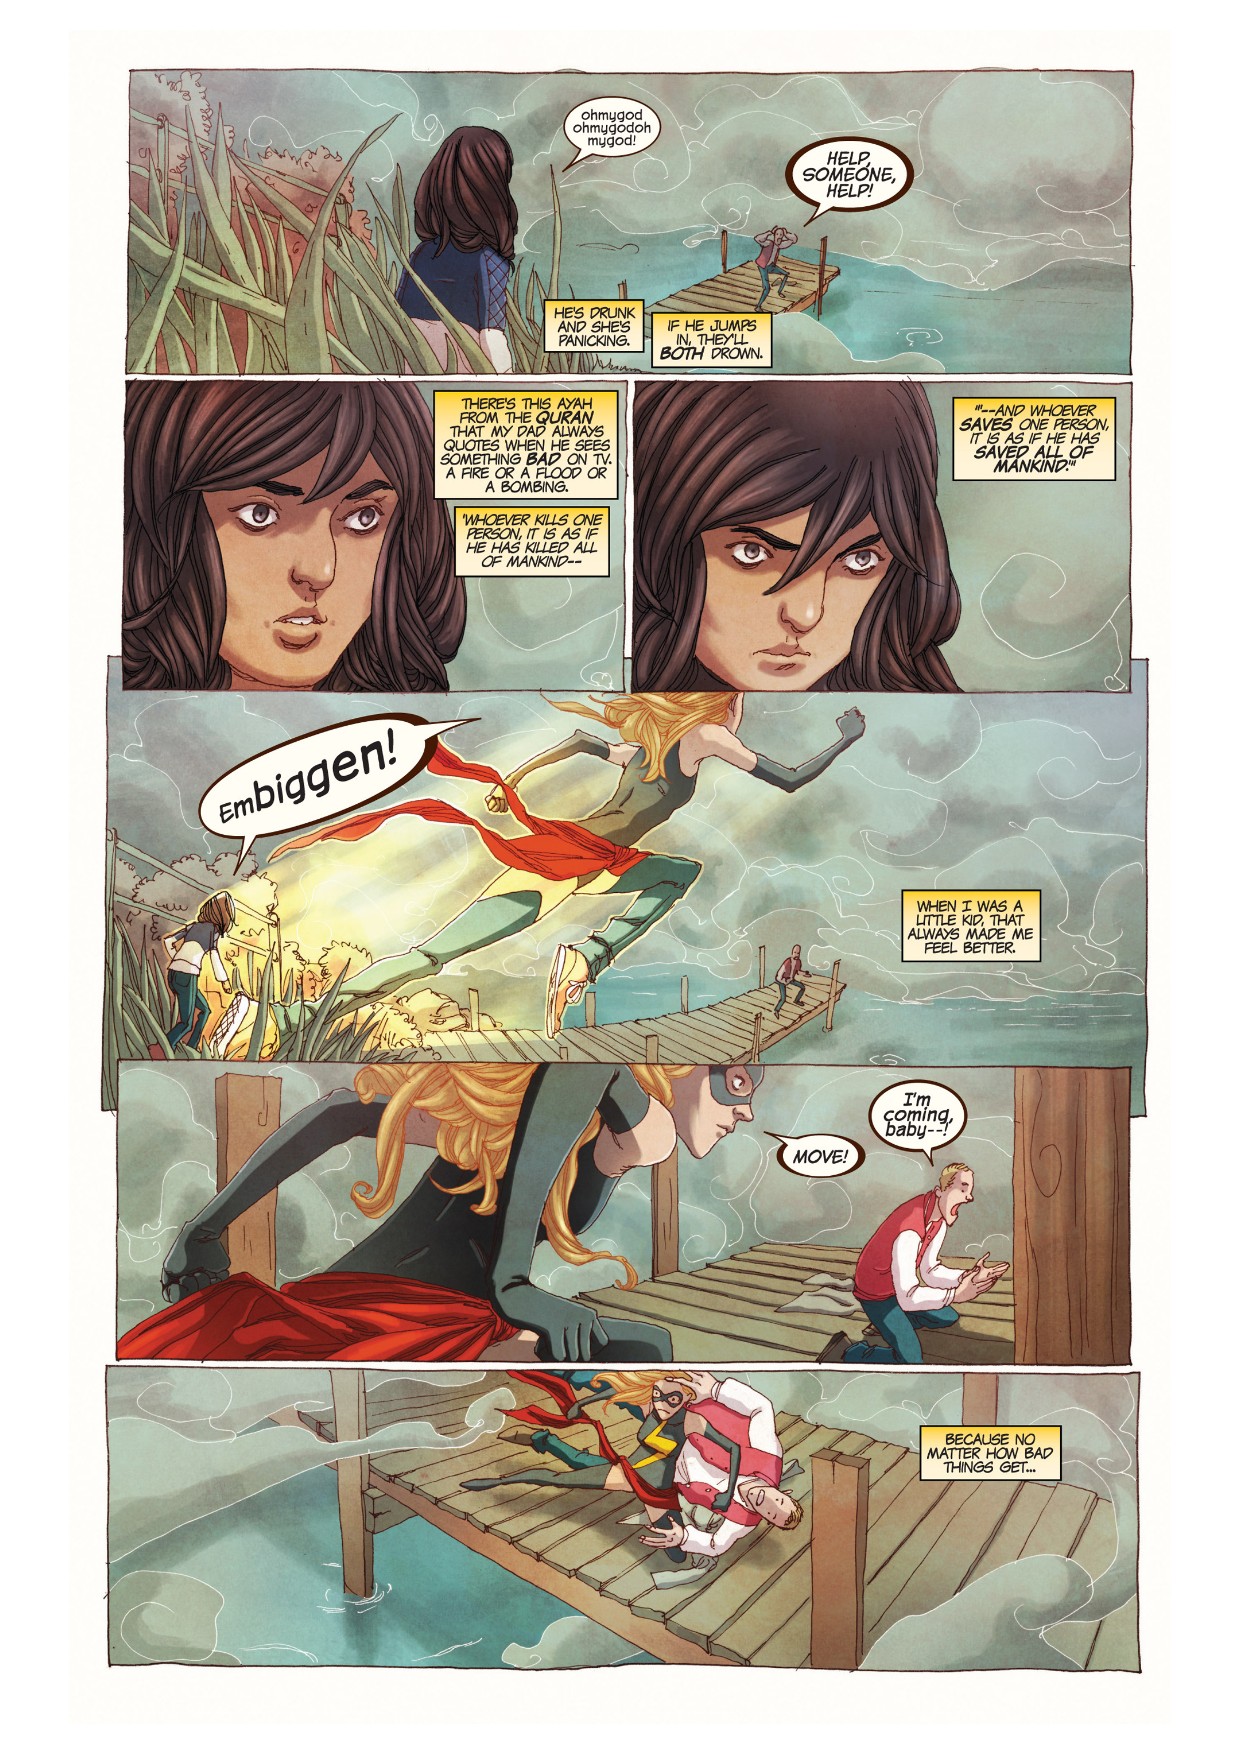 ohmygod
ohmygodoh
mygod!
HELP,
SOMEONE,
HELP!
HE'S DRUNK
AND SHE'S
PANICKING.
IF HE JUMPS
IN, THEY'LL
BOTH DROWN.
THERE'S THIS AYAH
FROM THE QURAN
THAT MY DAD ALWAYS
QUOTES WHEN HE SEES
SOMETHING BAD ON TV.
A FIRE OR A FLOOD OR
A BOMBING.
'WHOEVER KILLS ONE
PERSON, IT IS AS IF
HE HAS KILLED ALL
OF MANKIND--
"'--AND WHOEVER
SAVES ONE PERSON,
IT IS AS IF HE HAS
SAVED ALL OF
MANKIND.'"
Embiggen!
WHEN I WAS A
LITTLE KID, THAT
ALWAYS MADE ME
FEEL BETTER.
MOVE!
I'm
coming,
baby--!
BECAUSE NO
MATTER HOW BAD
THINGS GET...